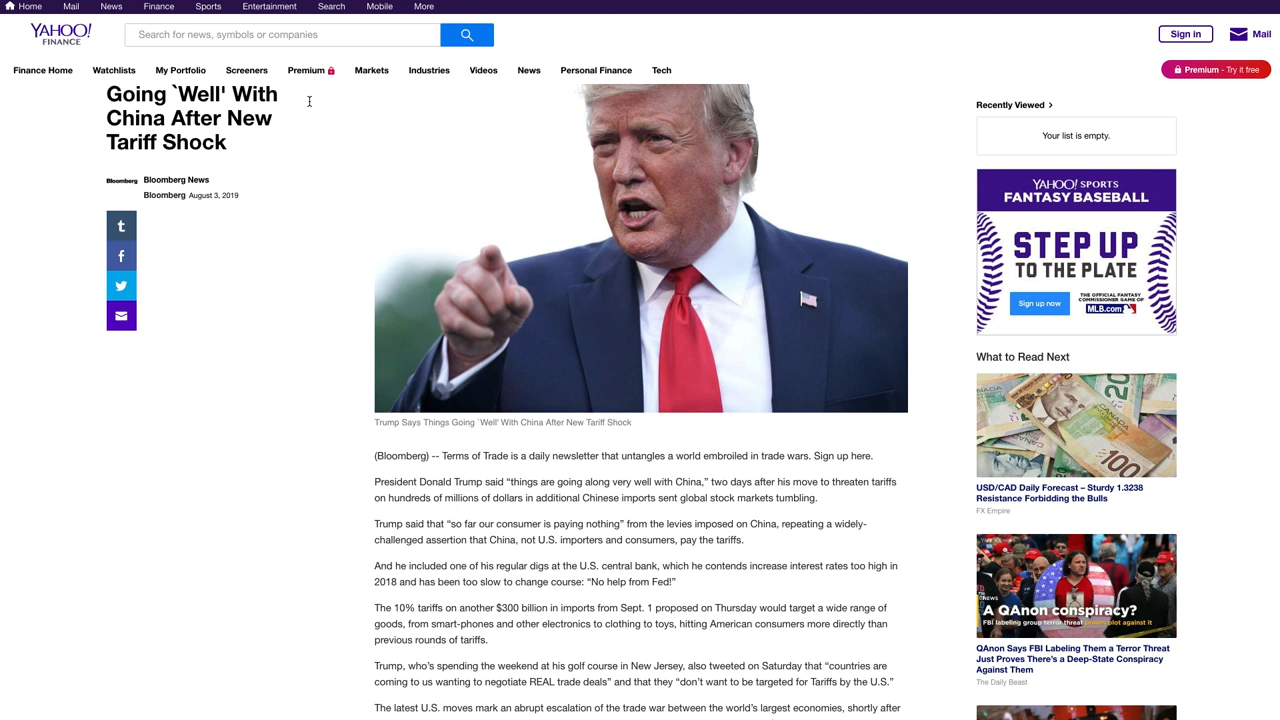 Home Mail News Finance Sports Entertainment Search Mobile More
YAHOO!
FINANCE
Search for news, symbols or companies
Sign in
Mail
Finance Home Watchlists My Portfolio Screeners Premium Markets Industries Videos News Personal Finance Tech
Premium - Try it free
Going `Well' With
China After New
Tariff Shock
Bloomberg
Bloomberg News
Bloomberg August 3, 2019
Trump Says Things Going `Well' With China After New Tariff Shock
(Bloomberg) -- Terms of Trade is a daily newsletter that untangles a world embroiled in trade wars. Sign up here.
President Donald Trump said “things are going along very well with China,” two days after his move to threaten tariffs
on hundreds of millions of dollars in additional Chinese imports sent global stock markets tumbling.
Trump said that “so far our consumer is paying nothing” from the levies imposed on China, repeating a widely-
challenged assertion that China, not U.S. importers and consumers, pay the tariffs.
And he included one of his regular digs at the U.S. central bank, which he contends increase interest rates too high in
2018 and has been too slow to change course: “No help from Fed!”
The 10% tariffs on another $300 billion in imports from Sept. 1 proposed on Thursday would target a wide range of
goods, from smart-phones and other electronics to clothing to toys, hitting American consumers more directly than
previous rounds of tariffs.
Trump, who’s spending the weekend at his golf course in New Jersey, also tweeted on Saturday that “countries are
coming to us wanting to negotiate REAL trade deals” and that they “don’t want to be targeted for Tariffs by the U.S.”
The latest U.S. moves mark an abrupt escalation of the trade war between the world’s largest economies, shortly after
Recently Viewed
Your list is empty.
YAHOO! SPORTS
FANTASY BASEBALL
STEP UP
TO THE PLATE
Sign up now
THE OFFICIAL FANTASY
COMMISSIONER GAME OF
MLB.com
What to Read Next
20
100
USD/CAD Daily Forecast – Sturdy 1.3238
Resistance Forbidding the Bulls
FX Empire
A QAnon conspiracy?
FBI labeling group terror threat proves plot against it
QAnon Says FBI Labeling Them a Terror Threat
Just Proves There’s a Deep-State Conspiracy
Against Them
The Daily Beast